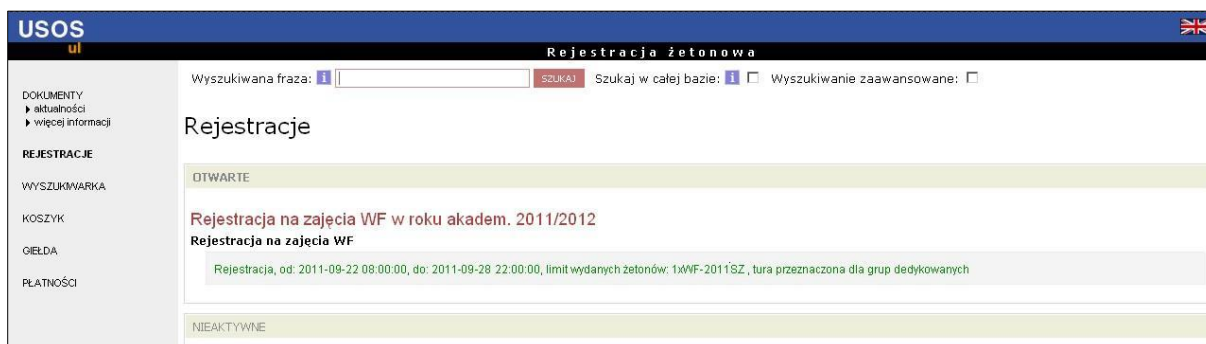 USOS
ul
Rejestracja żetonowa
Wyszukiwana fraza: i SZUKAJ Szukaj w całej bazie: i Wyszukiwanie zaawansowane:
DOKUMENTY
aktualności
więcej informacji
REJESTRACJE
WYSZUKIWARKA
KOSZYK
GIEŁDA
PŁATNOŚCI
Rejestracje
OTWARTE
Rejestracja na zajęcia WF w roku akadem. 2011/2012
Rejestracja na zajęcia WF
Rejestracja, od: 2011-09-22 08:00:00, do: 2011-09-28 22:00:00, limit wydanych żetonów: 1xWF-2011SZ , tura przeznaczona dla grup dedykowanych
NIEAKTYWNE